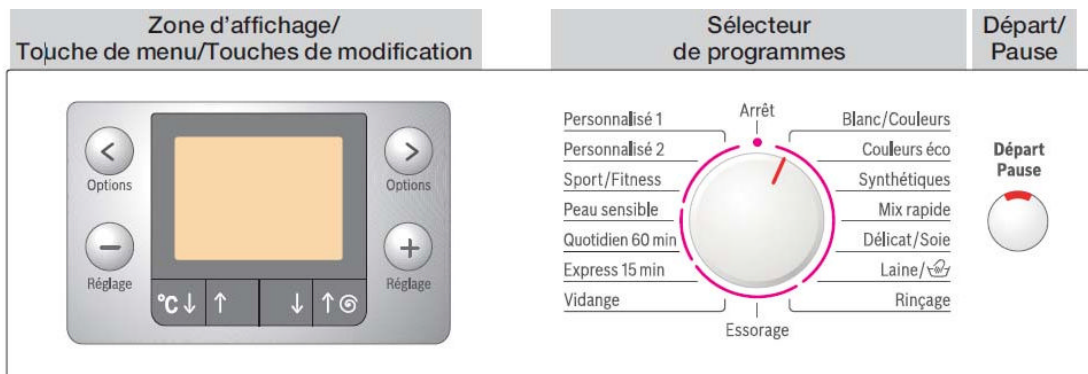 Zone d'affichage/
Touche de menu/Touches de modification
Sélecteur
de programmes
Départ/
Pause
<
Options
>
Options
−
Réglage
+
Réglage
°C ↓ ↑ ↓ ↑
Arrêt
Personnalisé 1
Personnalisé 2
Sport/Fitness
Peau sensible
Quotidien 60 min
Express 15 min
Vidange
Blanc/Couleurs
Couleurs éco
Synthétiques
Mix rapide
Délicat/Soie
Laine/
Rinçage
Essorage
Départ
Pause